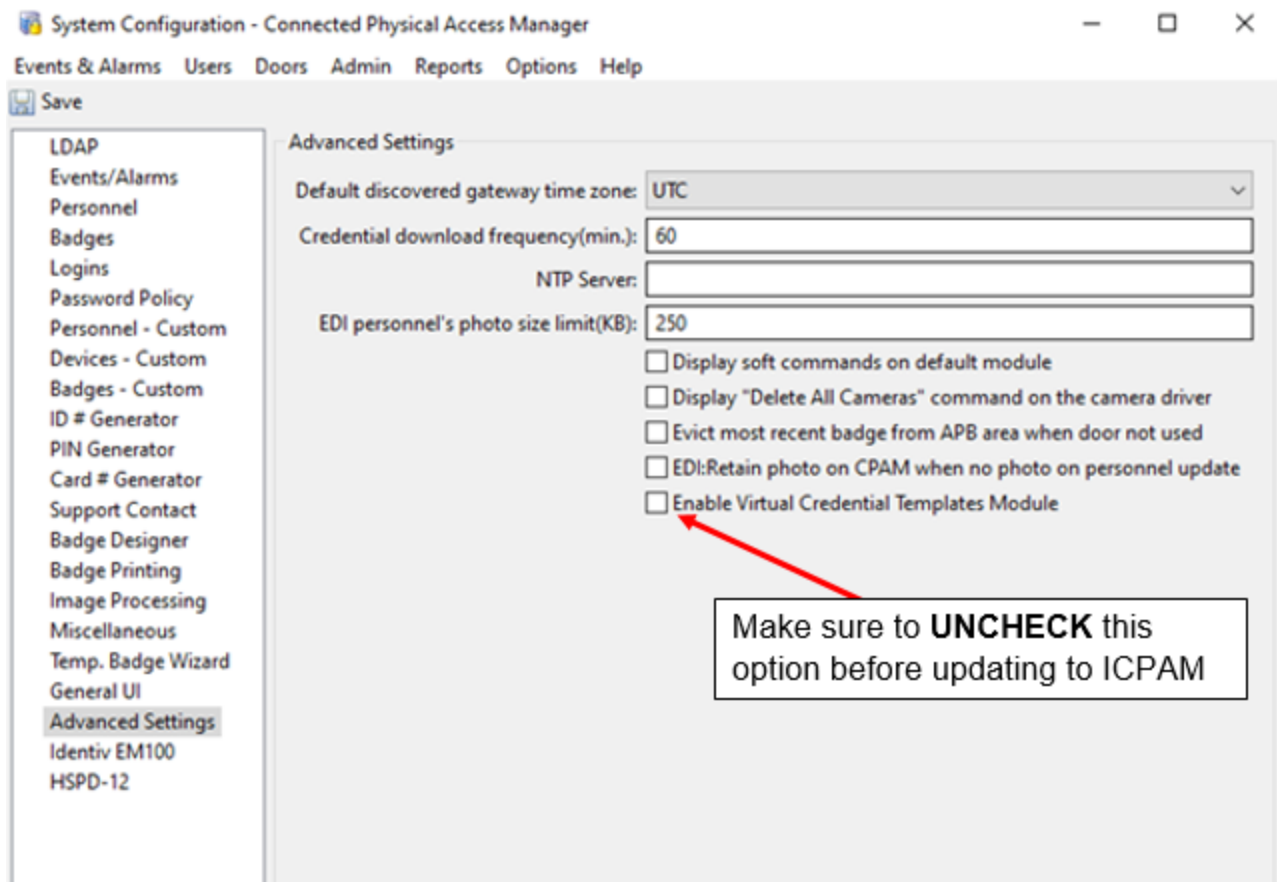 System Configuration - Connected Physical Access Manager
Events & Alarms Users Doors Admin Reports Options Help
Save
LDAP
Events/Alarms
Personnel
Badges
Logins
Password Policy
Personnel - Custom
Devices - Custom
Badges - Custom
ID # Generator
PIN Generator
Card # Generator
Support Contact
Badge Designer
Badge Printing
Image Processing
Miscellaneous
Temp. Badge Wizard
General UI
Advanced Settings
Identiv EM100
HSPD-12
Advanced Settings
Default discovered gateway time zone: UTC
Credential download frequency(min.): 60
NTP Server:
EDI personnel's photo size limit(KB): 250
Display soft commands on default module
Display "Delete All Cameras" command on the camera driver
Evict most recent badge from APB area when door not used
EDI:Retain photo on CPAM when no photo on personnel update
Enable Virtual Credential Templates Module
Make sure to UNCHECK this
option before updating to ICPAM